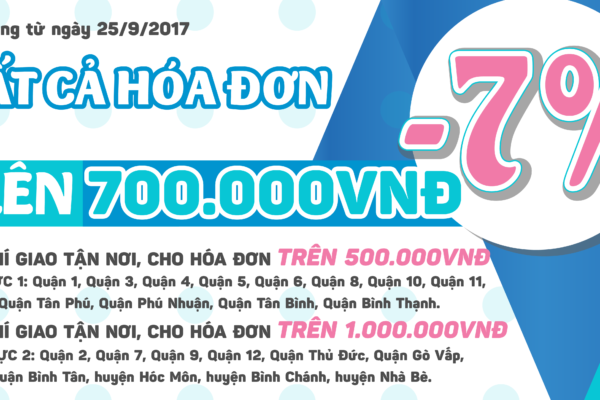 ng từ ngày 25/9/2017
ẤT CẢ HÓA ĐƠN
-7%
LÊN 700.000VNĐ
HÍ GIAO TẬN NƠI, CHO HÓA ĐƠN TRÊN 500.000VNĐ
ỰC 1: Quận 1, Quận 3, Quận 4, Quận 5, Quận 6, Quận 8, Quận 10, Quận 11,
Quận Tân Phú, Quận Phú Nhuận, Quận Tân Bình, Quận Bình Thạnh.
HÍ GIAO TẬN NƠI, CHO HÓA ĐƠN TRÊN 1.000.000VNĐ
ỰC 2: Quận 2, Quận 7, Quận 9, Quận 12, Quận Thủ Đức, Quận Gò Vấp,
uận Bình Tân, huyện Hóc Môn, huyện Bình Chánh, huyện Nhà Bè.